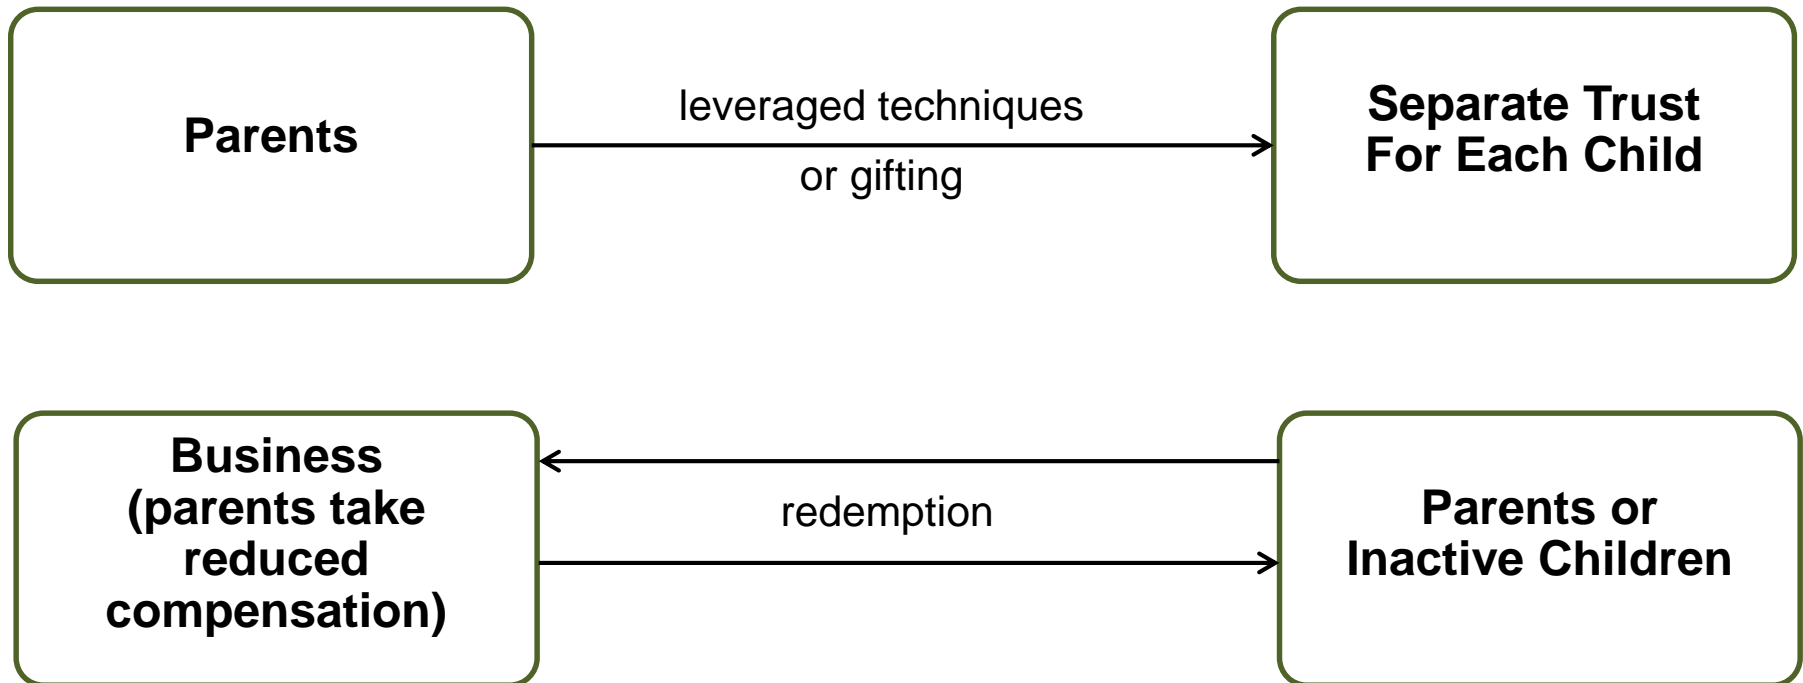 Parents
leveraged techniques
or gifting
Separate Trust
For Each Child
Business
(parents take
reduced
compensation)
redemption
Parents or
Inactive Children